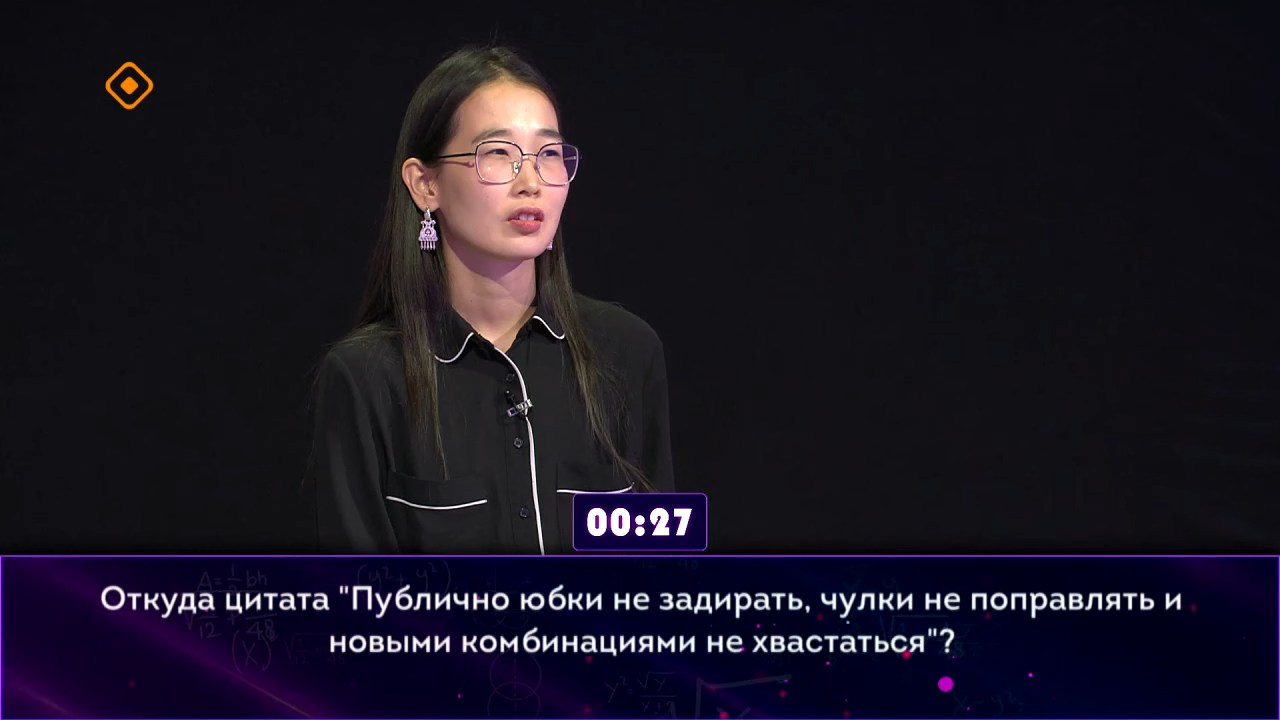 00:27
Откуда цитата "Публично юбки не задирать, чулки не поправлять и
новыми комбинациями не хвастаться"?